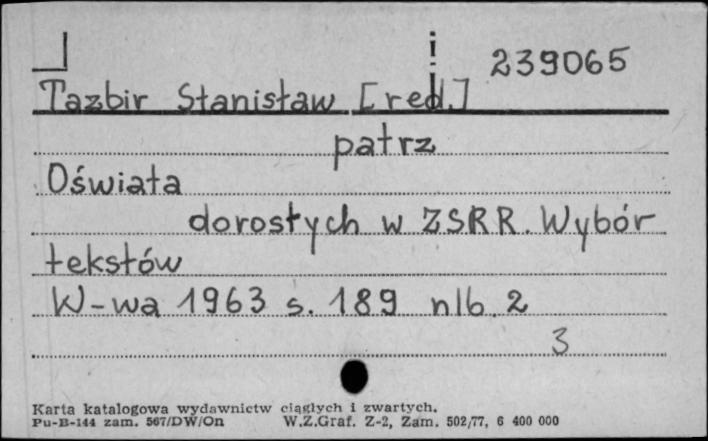 239065
Tazbir Stanisław [red.]
patrz
Oświata
dorosłych w ZSRR. Wybór
tekstów
W-wa 1963 s. 189 nlb. 2
3
Karta katalogowa wydawnictw ciągłych i zwartych.
Pu-B-144 zam. 567/DW/On W.Z.Graf. Z-2, Zam. 502/77, 6 400 000